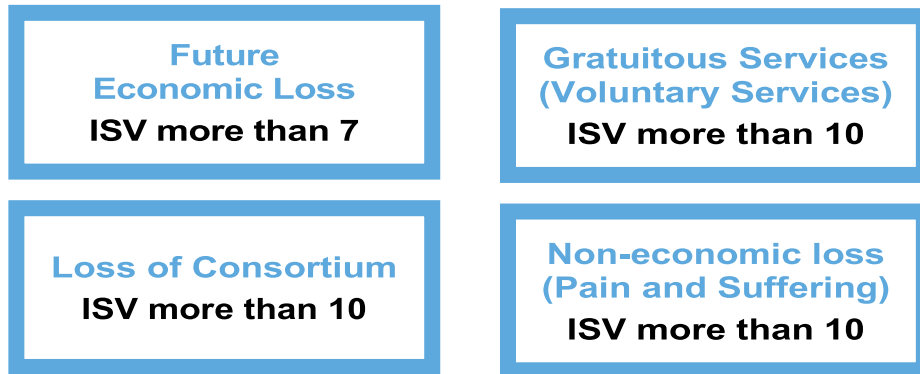 Future
Economic Loss
ISV more than 7
Gratuitous Services
(Voluntary Services)
ISV more than 10
Loss of Consortium
ISV more than 10
Non-economic loss
(Pain and Suffering)
ISV more than 10